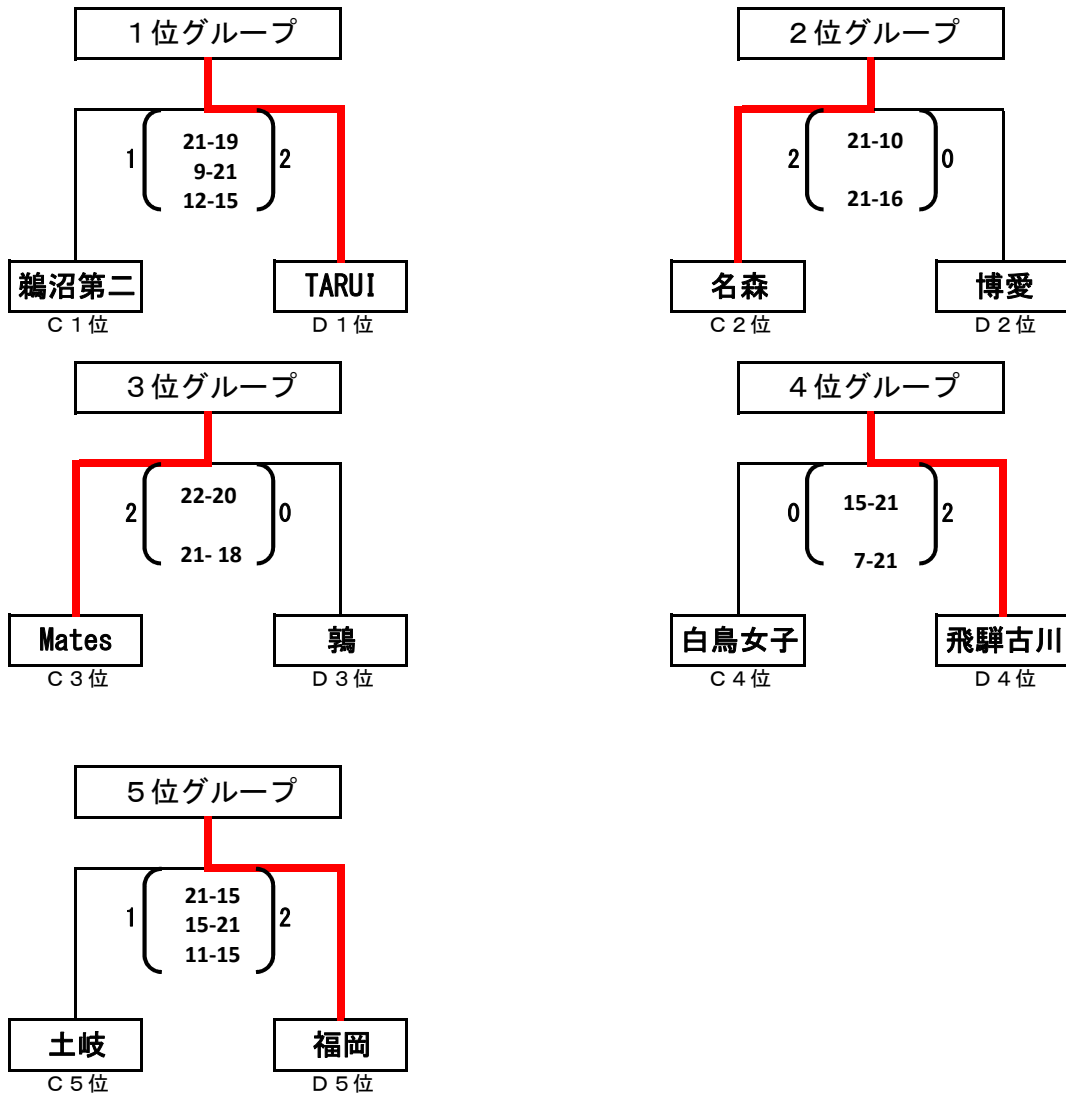 １位グループ
1
21-19
9-21
12-15
2
鵜沼第二
TARUI
Ｃ１位
Ｄ１位
２位グループ
2
21-10
21-16
0
名森
博愛
Ｃ２位
Ｄ２位
３位グループ
2
22-20
21- 18
0
Mates
鶉
Ｃ３位
Ｄ３位
４位グループ
0
15-21
7-21
2
白鳥女子
飛騨古川
Ｃ４位
Ｄ４位
５位グループ
1
21-15
15-21
11-15
2
土岐
福岡
Ｃ５位
Ｄ５位